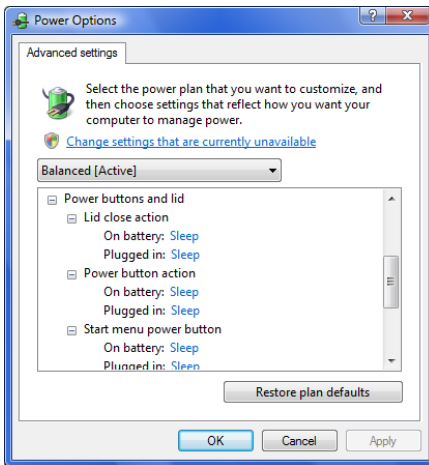 Power Options
Advanced settings
Select the power plan that you want to customize, and
then choose settings that reflect how you want your
computer to manage power.
Change settings that are currently unavailable
Balanced [Active]
Power buttons and lid
Lid close action
On battery: Sleep
Plugged in: Sleep
Power button action
On battery: Sleep
Plugged in: Sleep
Start menu power button
On battery: Sleep
Plugged in: Sleep
Restore plan defaults
OK Cancel Apply